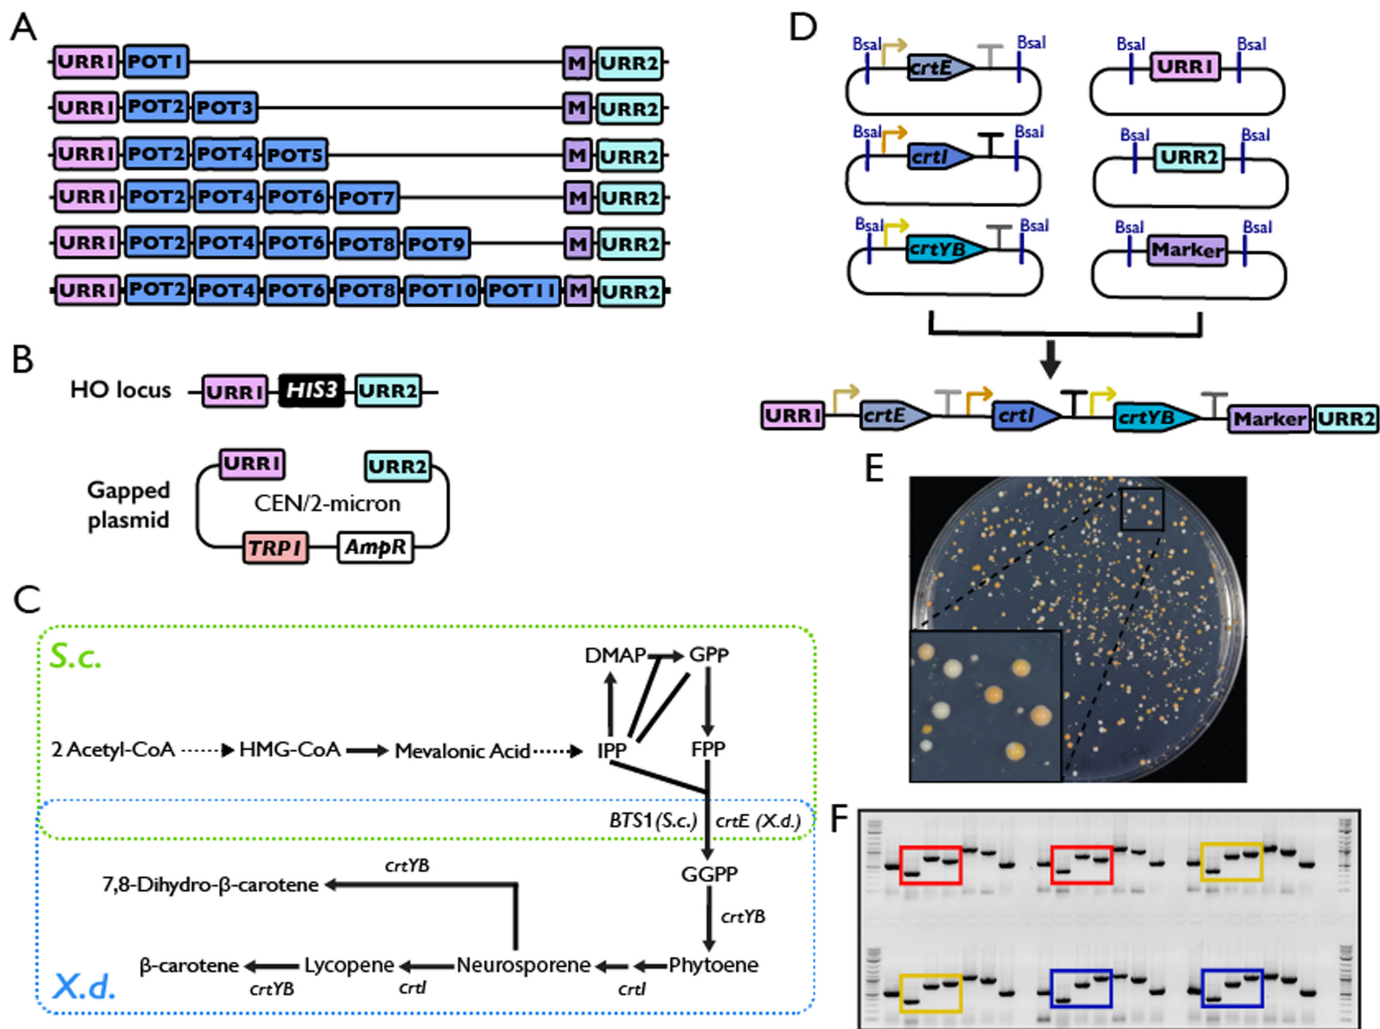 A
URR1 POT1 M URR2
URR1 POT2 POT3 M URR2
URR1 POT2 POT4 POT5 M URR2
URR1 POT2 POT4 POT6 POT7 M URR2
URR1 POT2 POT4 POT6 POT8 POT9 M URR2
URR1 POT2 POT4 POT6 POT8 POT10 POT11 M URR2
B
HO locus URR1 HIS3 URR2
URR1 URR2
Gapped
plasmid
CEN/2-micron
TRP1 AmpR
C
S.c.
DMAP GPP
2 Acetyl-CoA HMG-CoA Mevalonic Acid IPP FPP
BTS1 (S.c.) crtE (X.d.)
crtYB
7,8-Dihydro-β-carotene GGPP
crtYB
β-carotene Lycopene Neurosporene Phytoene
crtYB crtI crtI
X.d.
D
BsaI BsaI BsaI BsaI
crtE URR1
BsaI BsaI BsaI BsaI
crtI URR2
BsaI BsaI BsaI BsaI
crtYB Marker
URR1 crtE crtI crtYB Marker URR2
E
F